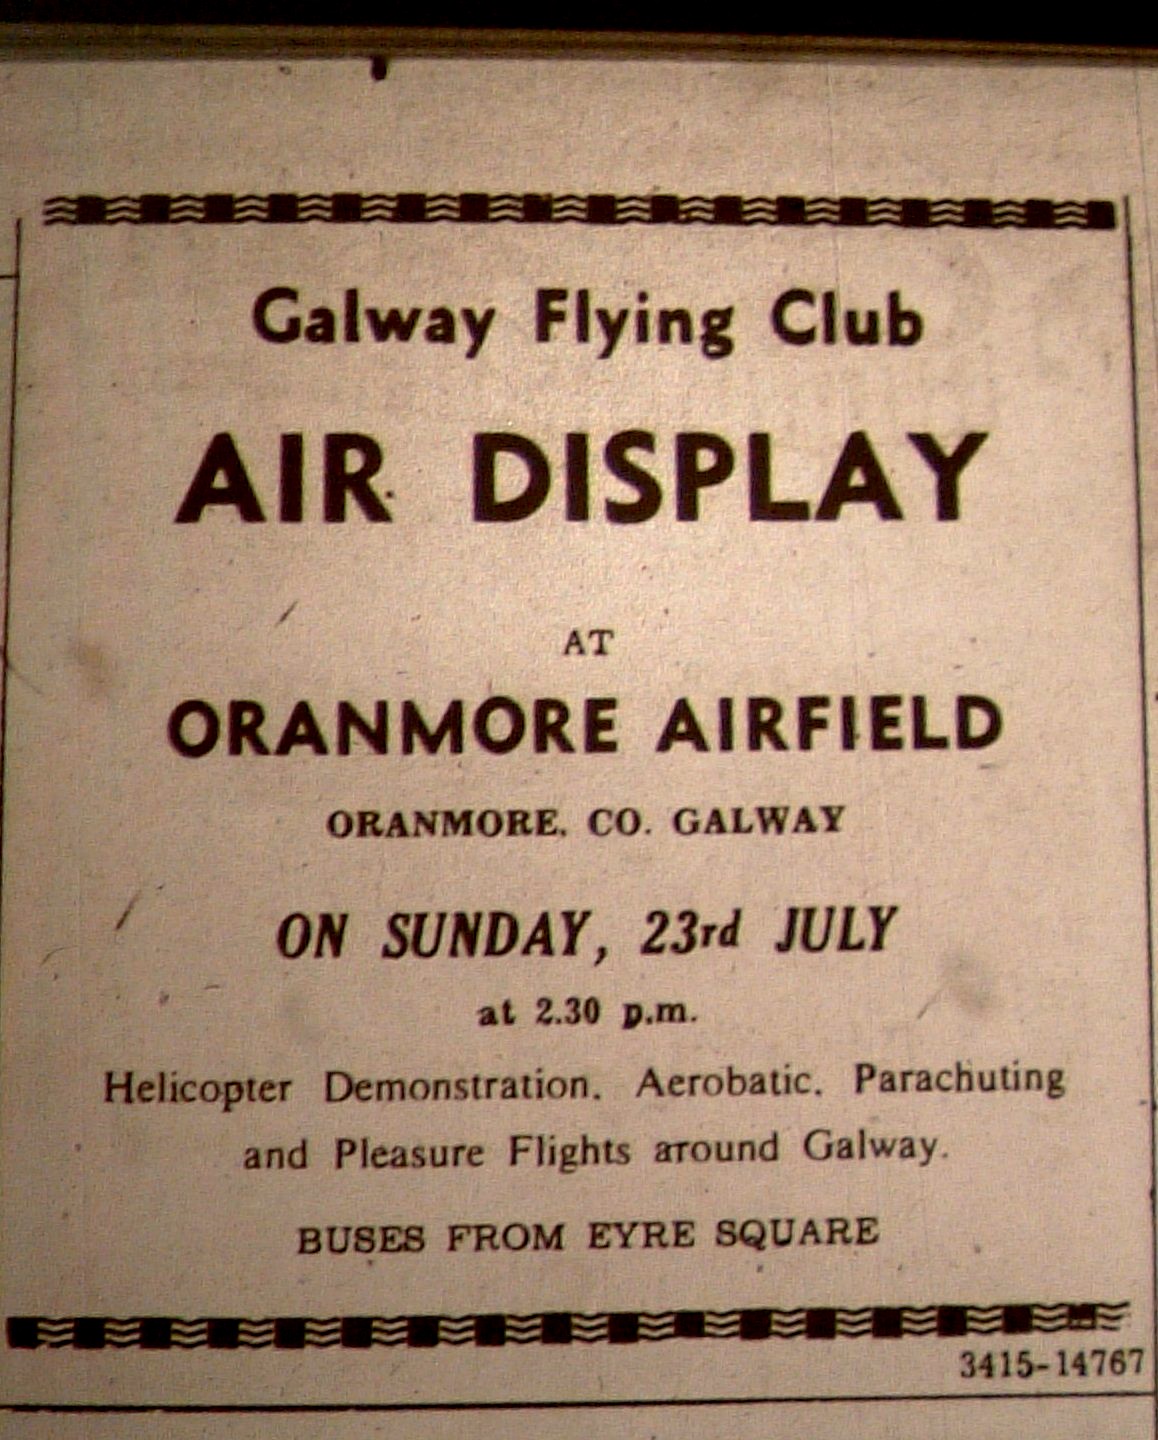 Galway Flying Club
AIR DISPLAY
AT
ORANMORE AIRFIELD
ORANMORE. CO. GALWAY
ON SUNDAY, 23rd JULY
at 2.30 p.m.
Helicopter Demonstration. Aerobatic. Parachuting
and Pleasure Flights around Galway.
BUSES FROM EYRE SQUARE
3415-14767